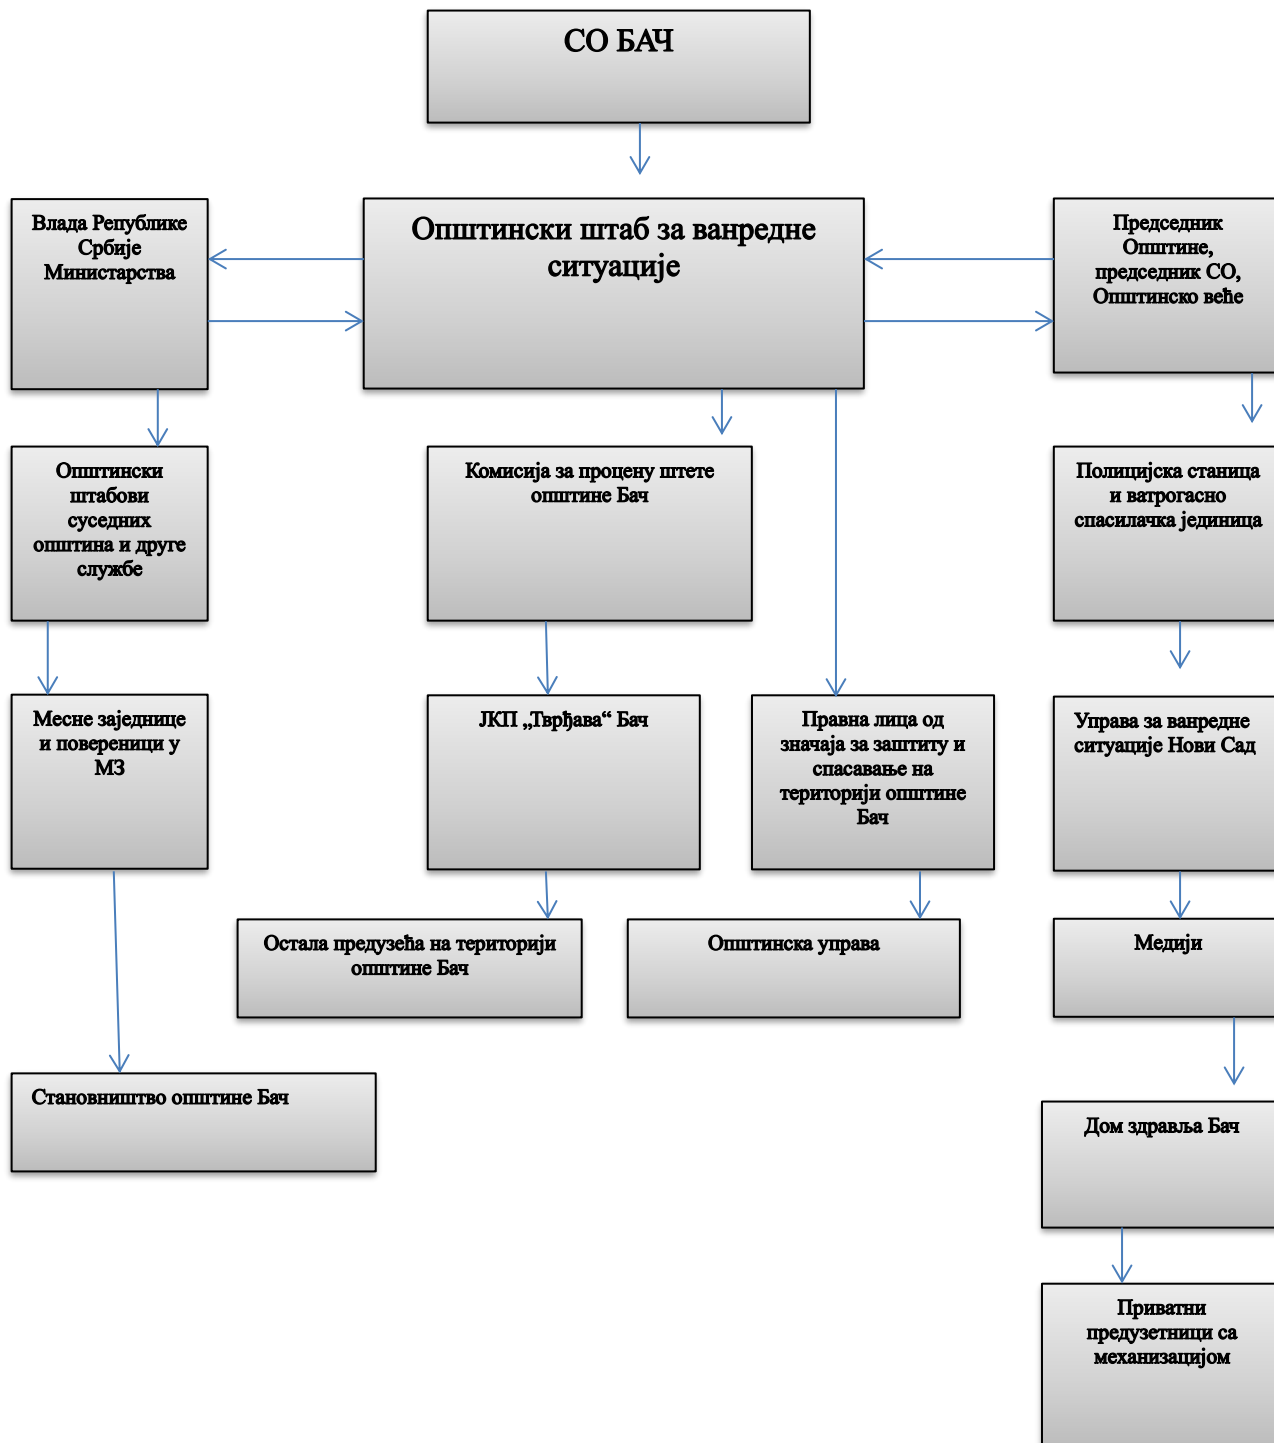 СО БАЧ
Влада Републике
Србије
Министарства
Општински штаб за ванредне
ситуације
Председник
Општине,
председник СО,
Општинско веће
Општински
штабови
суседних
општина и друге
службе
Комисија за процену штете
општине Бач
Полицијска станица
и ватрогасно
спасилачка јединица
Месне заједнице
и повереници у
МЗ
ЈКП „Тврђава“ Бач
Правна лица од
значаја за заштиту и
спасавање на
територији општине
Бач
Управа за ванредне
ситуације Нови Сад
Остала предузећа на територији
општине Бач
Општинска управа
Медији
Становништво општине Бач
Дом здравља Бач
Приватни
предузетници са
механизацијом